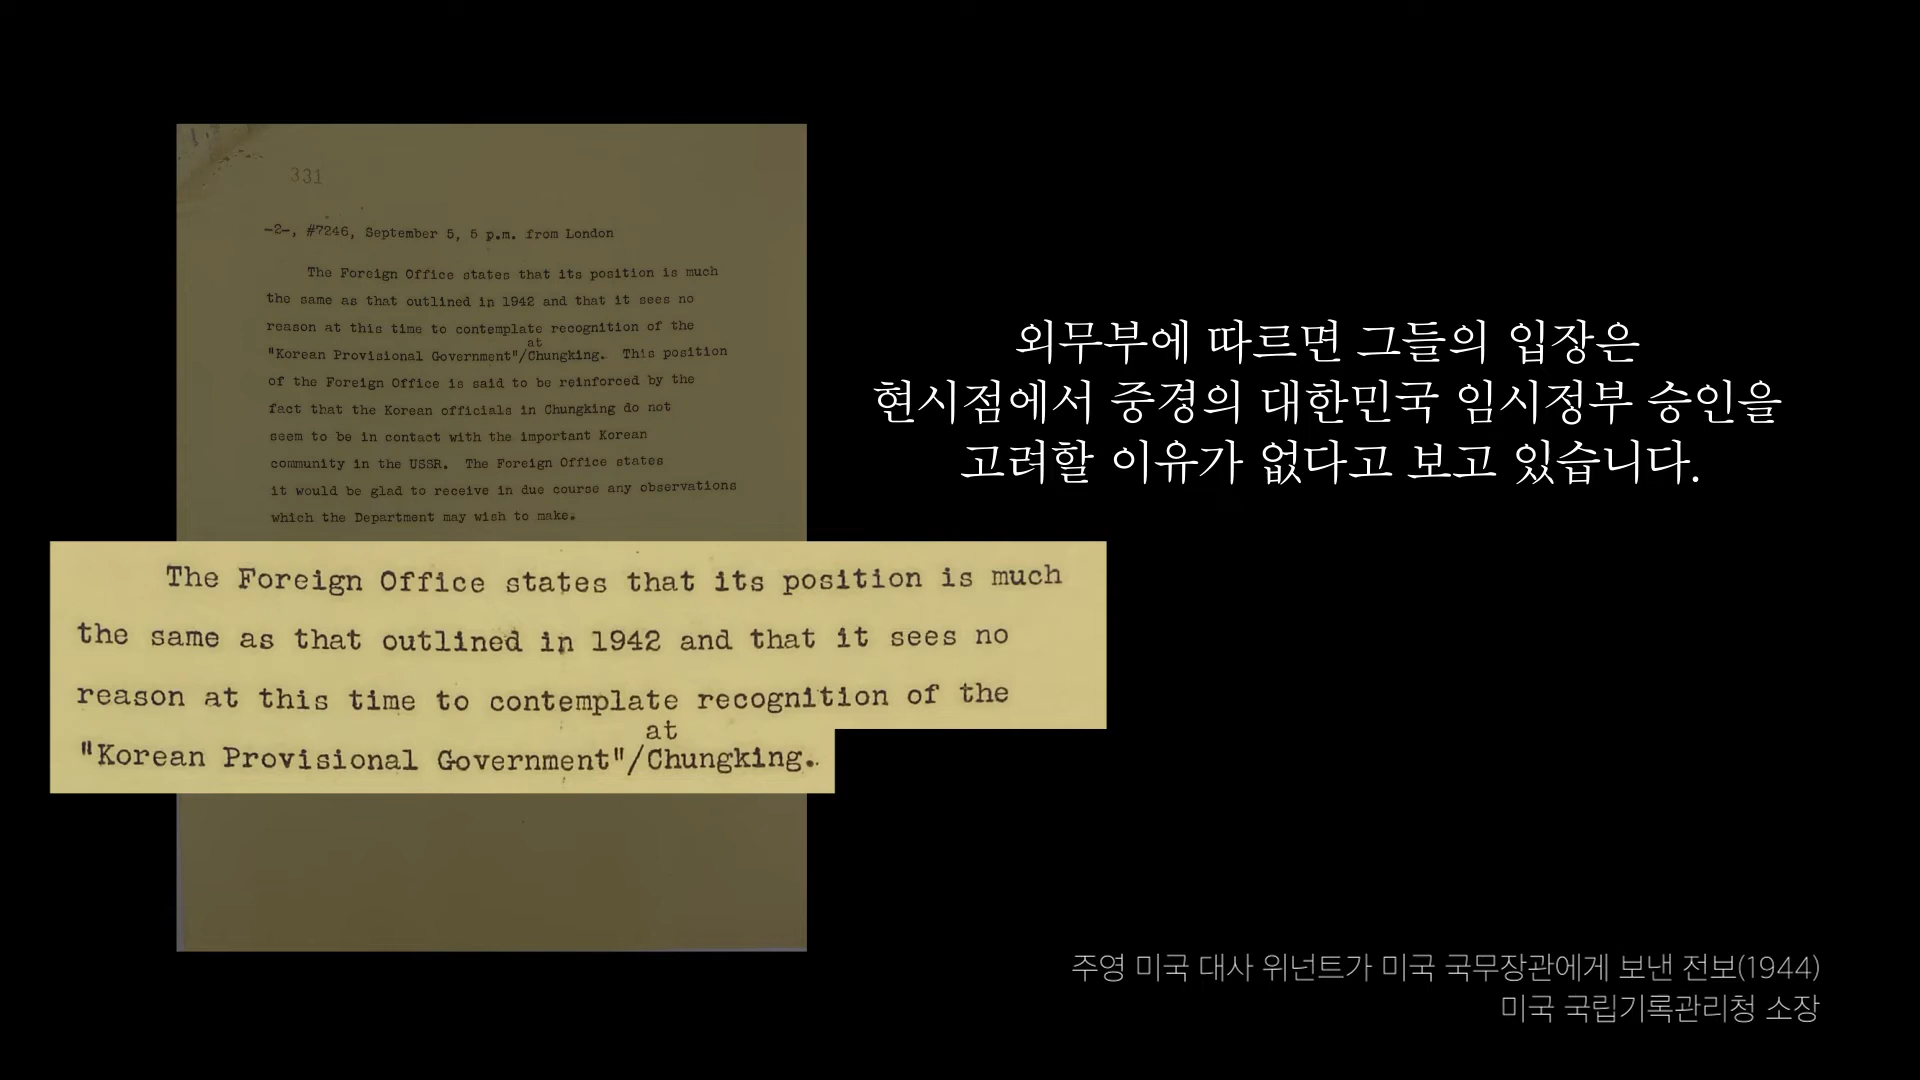 331
-2-, #7246, September 5, 5 p.m. from London
The Foreign Office states that its position is much
the same as that outlined in 1942 and that it sees no
reason at this time to contemplate recognition of the
at
"Korean Provisional Government"/Chungking. This position
of the Foreign Office is said to be reinforced by the
fact that the Korean officials in Chungking do not
seem to be in contact with the important Korean
community in the USSR. The Foreign Office states
it would be glad to receive in due course any observations
which the Department may wish to make.
The Foreign Office states that its position is much
the same as that outlined in 1942 and that it sees no
reason at this time to contemplate recognition of the
at
"Korean Provisional Government"/Chungking.
외무부에 따르면 그들의 입장은
현시점에서 중경의 대한민국 임시정부 승인을
고려할 이유가 없다고 보고 있습니다.
주영 미국 대사 위넌트가 미국 국무장관에게 보낸 전보(1944)
미국 국립기록관리청 소장